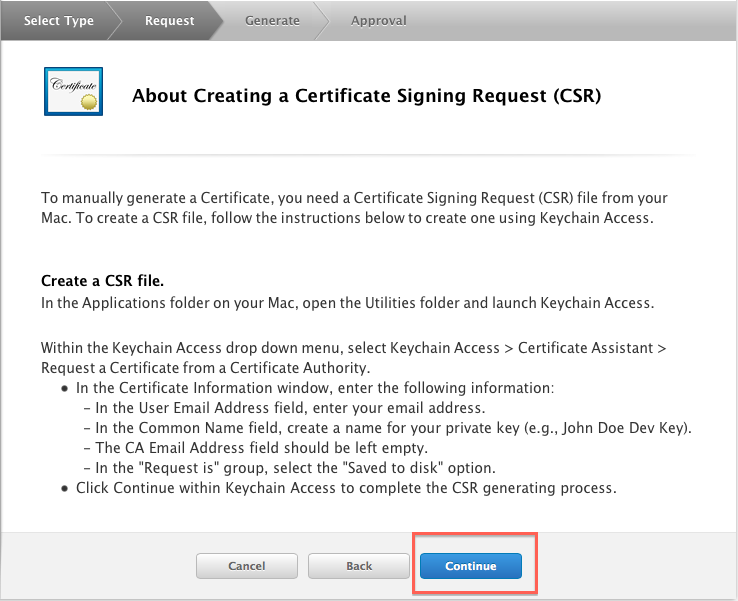 Select Type Request Generate Approval
Certificate
About Creating a Certificate Signing Request (CSR)
To manually generate a Certificate, you need a Certificate Signing Request (CSR) file from your
Mac. To create a CSR file, follow the instructions below to create one using Keychain Access.
Create a CSR file.
In the Applications folder on your Mac, open the Utilities folder and launch Keychain Access.
Within the Keychain Access drop down menu, select Keychain Access > Certificate Assistant >
Request a Certificate from a Certificate Authority.
• In the Certificate Information window, enter the following information:
– In the User Email Address field, enter your email address.
– In the Common Name field, create a name for your private key (e.g., John Doe Dev Key).
– The CA Email Address field should be left empty.
– In the "Request is" group, select the "Saved to disk" option.
• Click Continue within Keychain Access to complete the CSR generating process.
Cancel Back Continue